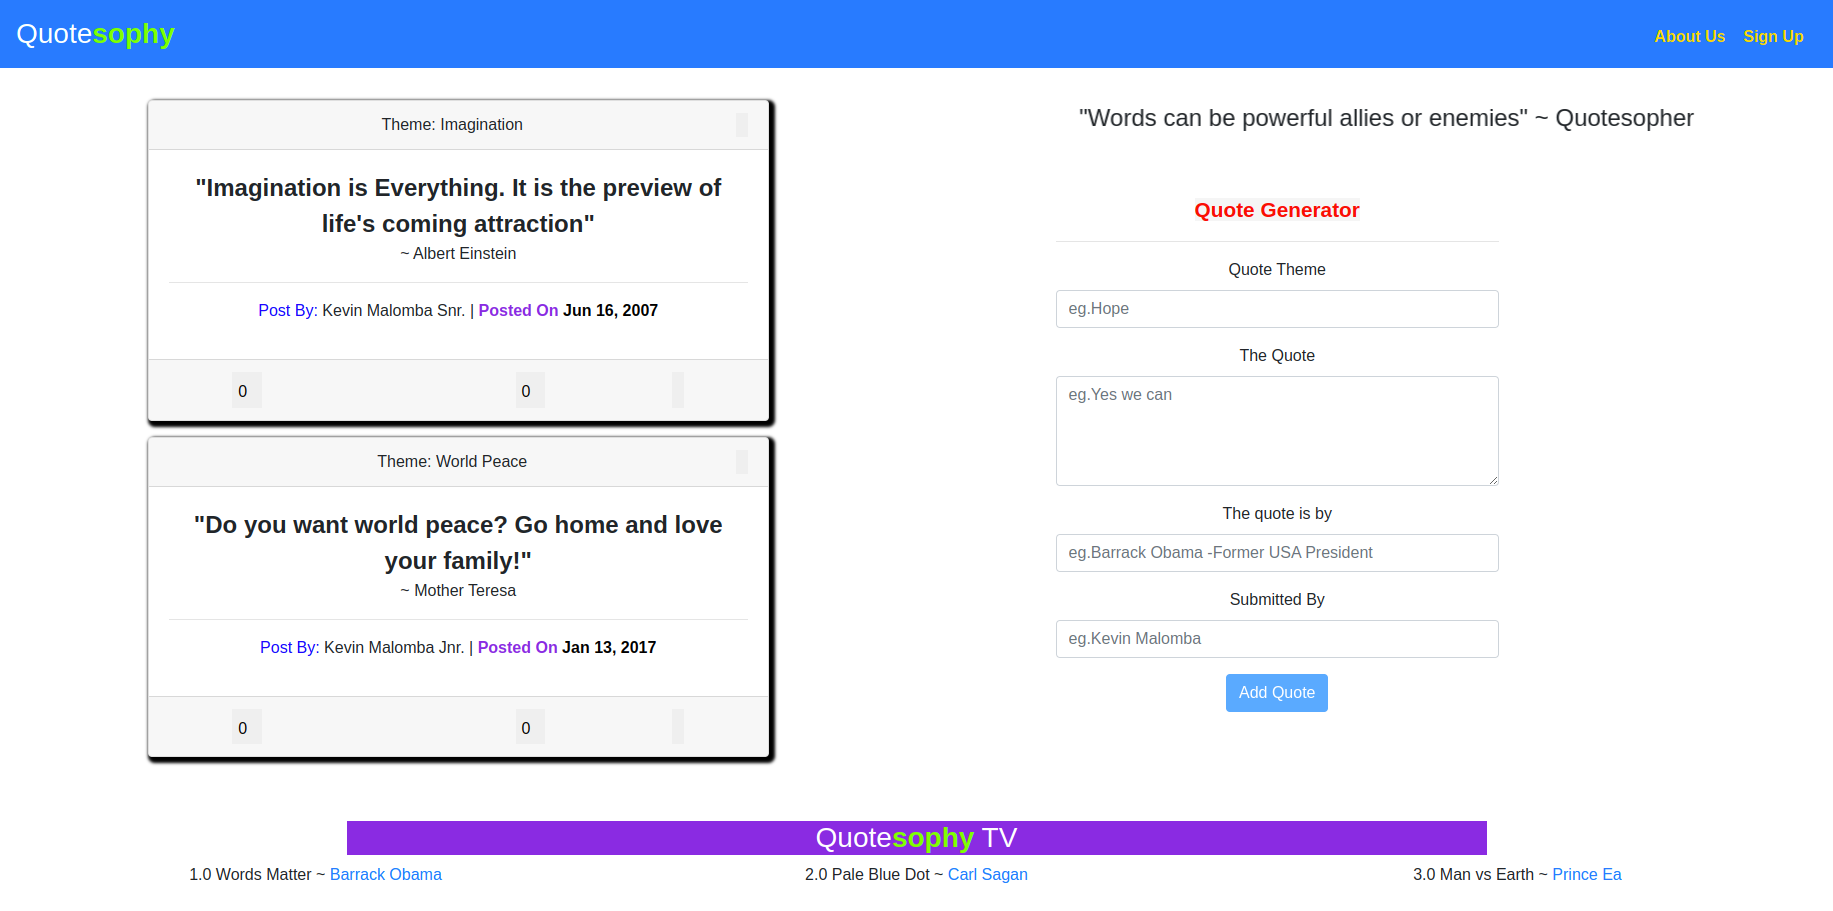 Quotesophy
About Us Sign Up
Theme: Imagination
"Imagination is Everything. It is the preview of
life's coming attraction"
~ Albert Einstein
Post By: Kevin Malomba Snr. | Posted On Jun 16, 2007
0 0
Theme: World Peace
"Do you want world peace? Go home and love
your family!"
~ Mother Teresa
Post By: Kevin Malomba Jnr. | Posted On Jan 13, 2017
0 0
"Words can be powerful allies or enemies" ~ Quotesopher
Quote Generator
Quote Theme
eg.Hope
The Quote
eg.Yes we can
The quote is by
eg.Barrack Obama -Former USA President
Submitted By
eg.Kevin Malomba
Add Quote
Quotesophy TV
1.0 Words Matter ~ Barrack Obama
2.0 Pale Blue Dot ~ Carl Sagan
3.0 Man vs Earth ~ Prince Ea